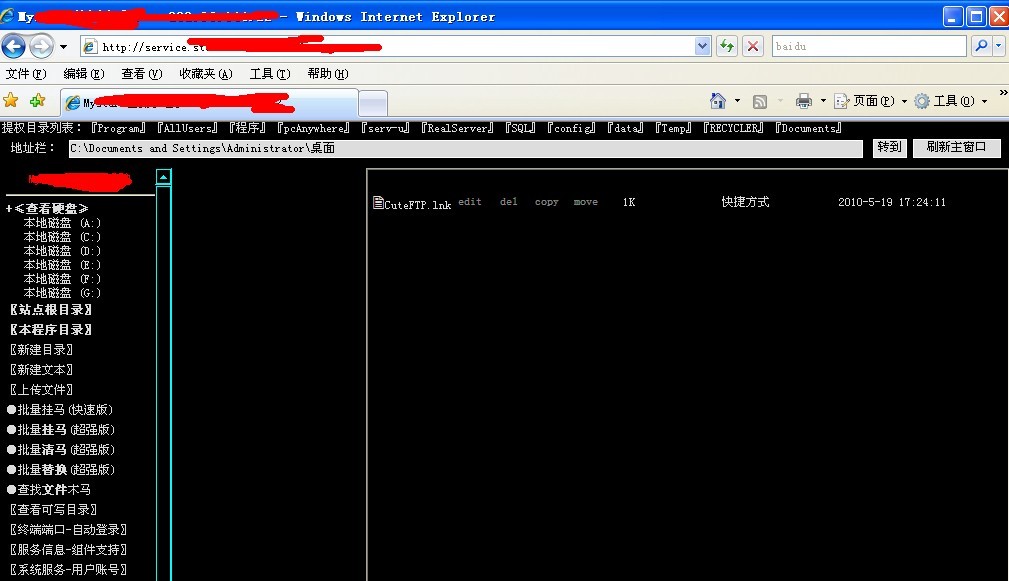 My - Windows Internet Explorer
http://service.st
baidu
文件(F) 编辑(E) 查看(V) 收藏夹(A) 工具(T) 帮助(H)
My
页面(P) 工具(O)
提权目录列表：『Program』『AllUsers』『程序』『pcAnywhere』『serv-u』『RealServer』『SQL』『config』『data』『Temp』『RECYCLER』『Documents』
地址栏： C:\Documents and Settings\Administrator\桌面 转到 刷新主窗口
CuteFTP.lnk edit del copy move 1K 快捷方式 2010-5-19 17:24:11
+≪查看硬盘≫
本地磁盘 (A:)
本地磁盘 (C:)
本地磁盘 (D:)
本地磁盘 (E:)
本地磁盘 (F:)
本地磁盘 (G:)
〖站点根目录〗
〖本程序目录〗
〖新建目录〗
〖新建文本〗
〖上传文件〗
●批量挂马(快速版)
●批量挂马(超强版)
●批量清马(超强版)
●批量替换(超强版)
●查找文件木马
〖查看可写目录〗
〖终端端口-自动登录〗
〖服务信息-组件支持〗
〖系统服务-用户账号〗